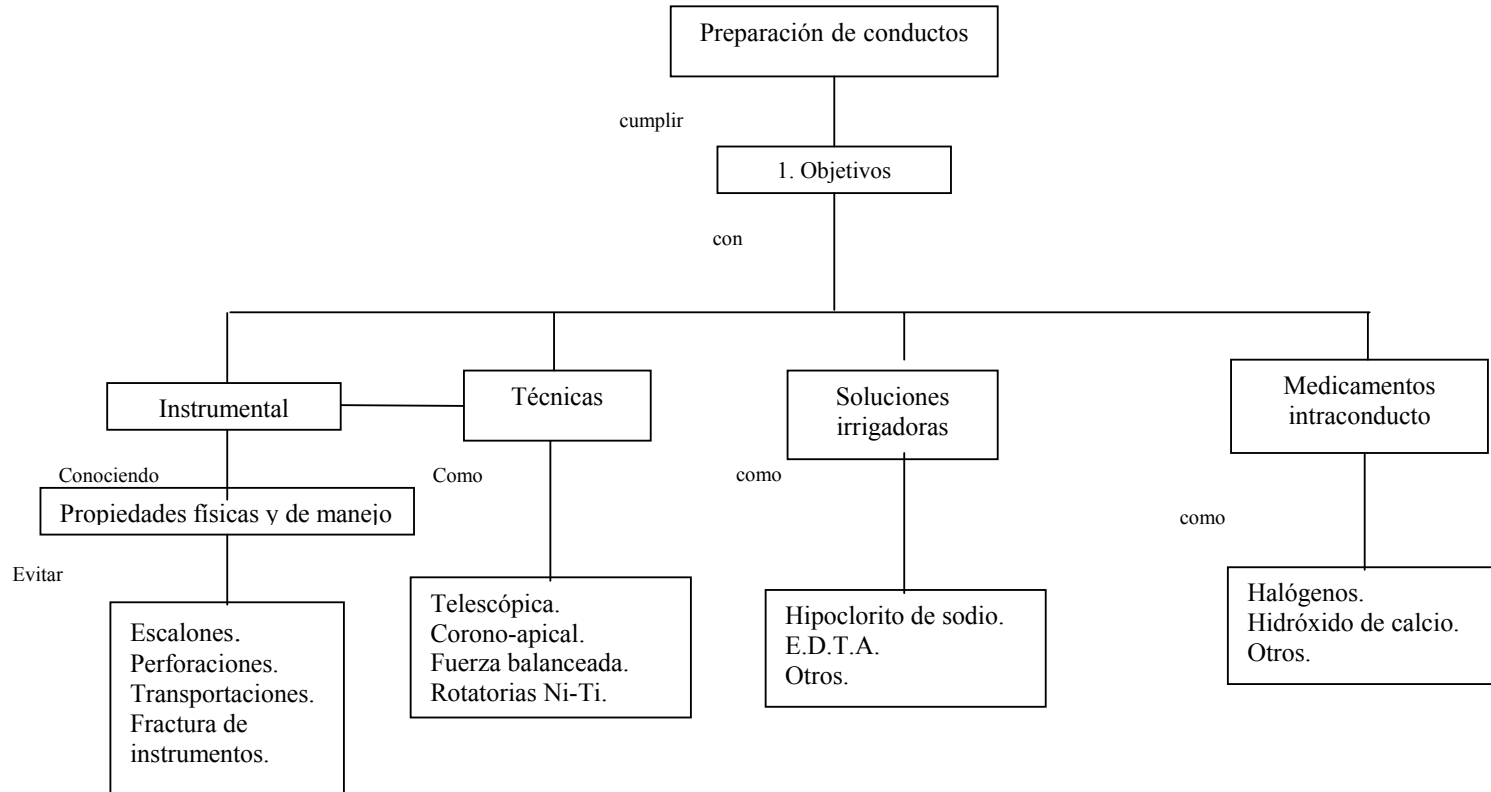 Preparación de conductos
cumplir
1. Objetivos
con
Instrumental
Técnicas
Soluciones
irrigadoras
Medicamentos
intraconducto
Conociendo
Como
como
como
Propiedades físicas y de manejo
Evitar
Escalones.
Perforaciones.
Transportaciones.
Fractura de
instrumentos.
Telescópica.
Corono-apical.
Fuerza balanceada.
Rotatorias Ni-Ti.
Hipoclorito de sodio.
E.D.T.A.
Otros.
Halógenos.
Hidróxido de calcio.
Otros.